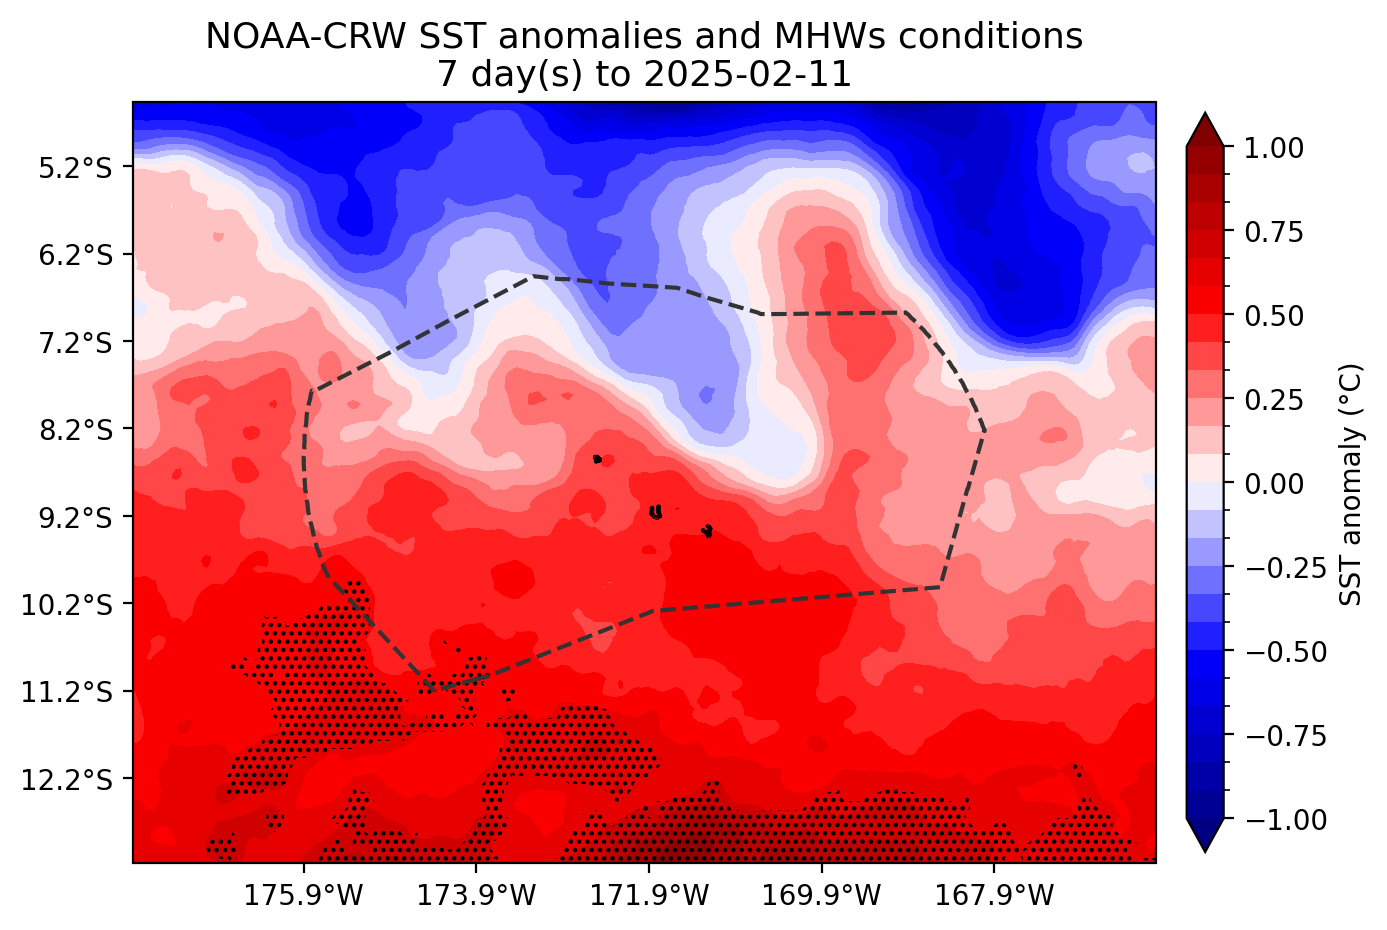 NOAA-CRW SST anomalies and MHWs conditions
7 day(s) to 2025-02-11
5.2°S
6.2°S
7.2°S
8.2°S
9.2°S
10.2°S
11.2°S
12.2°S
175.9°W
173.9°W
171.9°W
169.9°W
167.9°W
1.00
0.75
0.50
0.25
0.00
−0.25
−0.50
−0.75
−1.00
SST anomaly (°C)